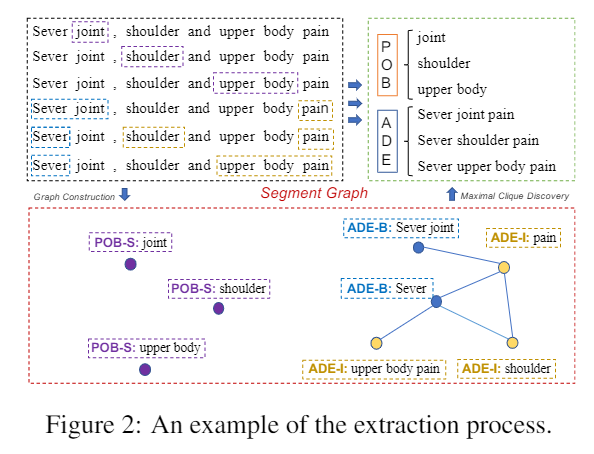 Sever joint , shoulder and upper body pain
Sever joint , shoulder and upper body pain
Sever joint , shoulder and upper body pain
Sever joint , shoulder and upper body pain
Sever joint , shoulder and upper body pain
Sever joint , shoulder and upper body pain
POB
joint
shoulder
upper body
ADE
Sever joint pain
Sever shoulder pain
Sever upper body pain
Graph Construction
Segment Graph
Maximal Clique Discovery
POB-S: joint
POB-S: shoulder
POB-S: upper body
ADE-B: Sever joint
ADE-I: pain
ADE-B: Sever
ADE-I: upper body pain
ADE-I: shoulder
Figure 2: An example of the extraction process.